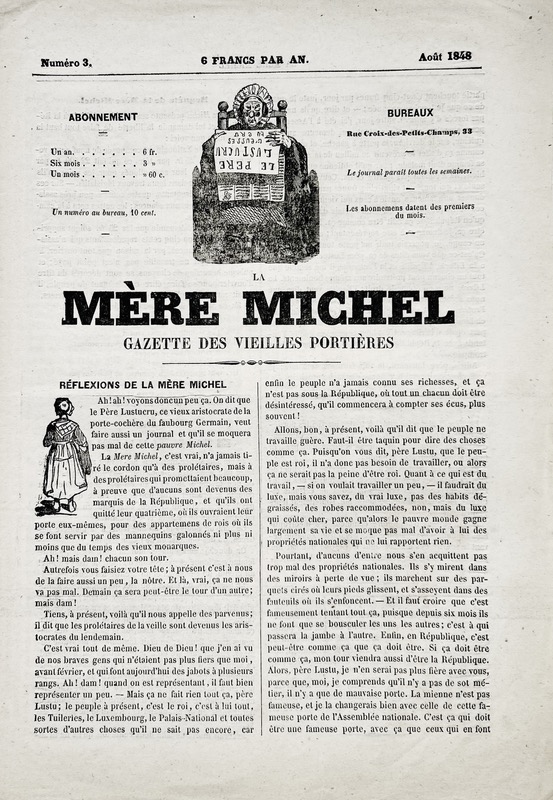 Numéro 3.
6 FRANCS PAR AN.
Août 1848
ABONNEMENT
Un an. . . . . . . 6 fr.
Six mois . . . . . . 3 »
Un mois . . . . . . » 60 c.
Un numéro au bureau, 10 cent.
LE PERE
LUSTUCRU
BUREAUX
Rue Croix-des-Petits-Champs, 33
Le journal paraît toutes les semaines.
Les abonnemens datent des premiers
du mois.
LA
MÈRE MICHEL
GAZETTE DES VIEILLES PORTIÈRES
RÉFLEXIONS DE LA MÈRE MICHEL
Ah! ah! voyons donc un peu ça. On dit que
le Père Lustucru, ce vieux aristocrate de la
porte-cochère du faubourg Germain, veut
faire aussi un journal et qu'il se moquera
pas mal de cette pauvre Michel.
La Mere Michel, c'est vrai, n'a jamais ti-
ré le cordon qu'à des prolétaires, mais à
des prolétaires qui promettaient beaucoup,
à preuve que d'aucuns sont devenus des
marquis de la République, et qu'ils ont
quitté leur quatrième, où ils ouvraient leur
porte eux-mêmes, pour des appartemens de rois où ils
se font servir par des mannequins galonnés ni plus ni
moins que du temps des vieux monarques.
Ah! mais dam! chacun son tour.
Autrefois vous faisiez votre tête; à présent c'est à nous
de la faire aussi un peu, la nôtre. Et là, vrai, ça ne nous
va pas mal. Demain ça sera peut-être le tour d'un autre;
mais dam!
Tiens, à présent, voilà qu'il nous appelle des parvenus;
il dit que les prolétaires de la veille sont devenus les aris-
tocrates du lendemain.
C'est vrai tout de même. Dieu de Dieu! que j'en ai vu
de nos braves gens qui n'étaient pas plus fiers que moi,
avant février, et qui font aujourd'hui des jabots à plusieurs
rangs. Ah! dam! quand on est représentant, il faut bien
représenter un peu. — Mais ça ne fait rien tout ça, père
Lustu; le peuple à présent, c'est le roi, c'est à lui tout,
les Tuileries, le Luxembourg, le Palais-National et toutes
sortes d'autres choses qu'il ne sait pas encore, car
enfin le peuple n'a jamais connu ses richesses, et ça
n'est pas sous la République, où tout un chacun doit être
désintéressé, qu'il commencera à compter ses écus, plus
souvent!
Allons, bon, à présent, voilà qu'il dit que le peuple ne
travaille guère. Faut-il être taquin pour dire des choses
comme ça. Puisqu'on vous dit, père Lustu, que le peu-
ple est roi, il n'a donc pas besoin de travailler, ou alors
ça ne serait pas la peine d'être roi. Quant à ce qui est du
travail, — si on voulait travailler un peu, — il faudrait du
luxe, mais vous savez, du vrai luxe, pas des habits dé-
graissés, des robes raccommodées, non, mais du luxe
qui coûte cher, parce qu'alors le pauvre monde gagne
largement sa vie et se moque pas mal d'avoir à lui des
propriétés nationales qui ne lui rapportent rien.
Pourtant, d'aucuns d'entre nous s'en acquittent pas
trop mal des propriétés nationales. Ils s'y mirent dans
des miroirs à perte de vue; ils marchent sur des par-
quets cirés où leurs pieds glissent, et s'asseyent dans des
fauteuils où ils s'enfoncent. — Et il faut croire que c'est
fameusement tentant tout ça, puisque depuis six mois ils
ne font que se bousculer les uns les autres; c'est à qui
passera la jambe à l'autre. Enfin, en République, c'est
peut-être comme ça que ça doit être. Si ça doit être
comme ça, mon tour viendra aussi d'être la République.
Alors, père Lustu, je n'en serai pas plus fière avec vous,
parce que, moi, je comprends qu'il n'y a pas de sot mé-
tier, il n'y a que de mauvaise porte. La mienne n'est pas
fameuse, et je la changerais bien avec celle de cette fa-
meuse porte de l'Assemblée nationale. C'est ça qui doit
être une fameuse porte, avec ça que ceux qui en font